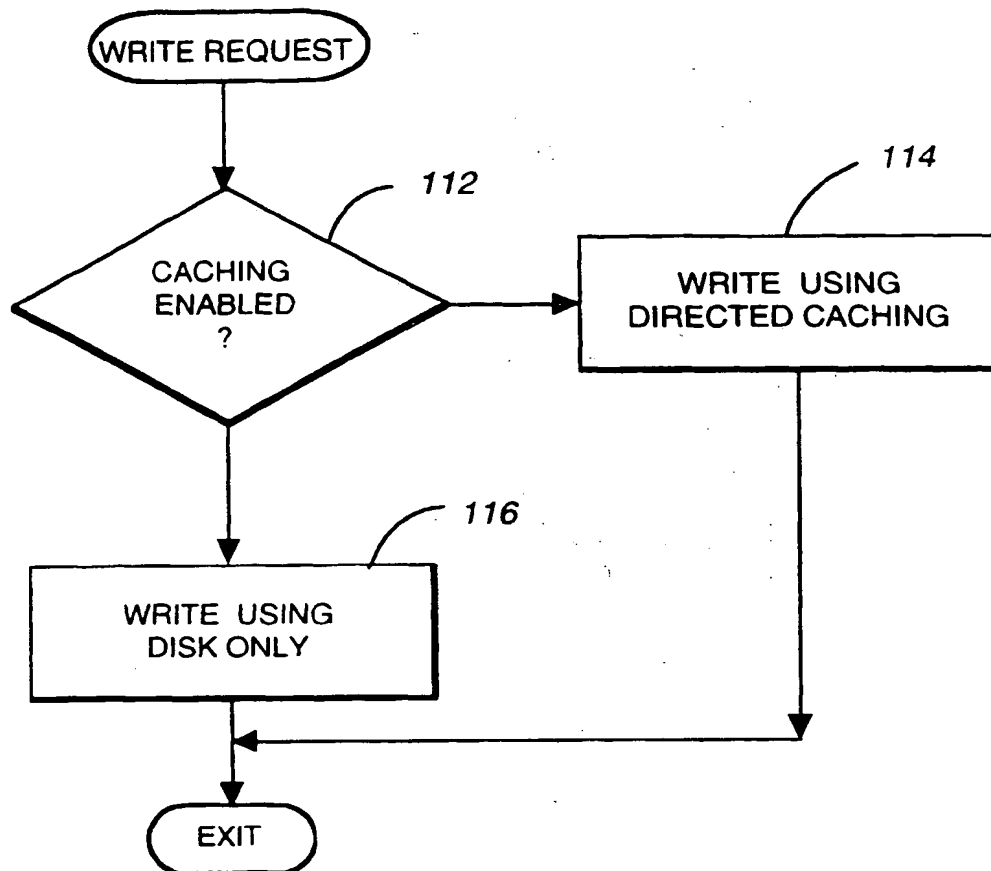 WRITE REQUEST
112
CACHING
ENABLED
?
114
WRITE USING
DIRECTED CACHING
116
WRITE USING
DISK ONLY
EXIT